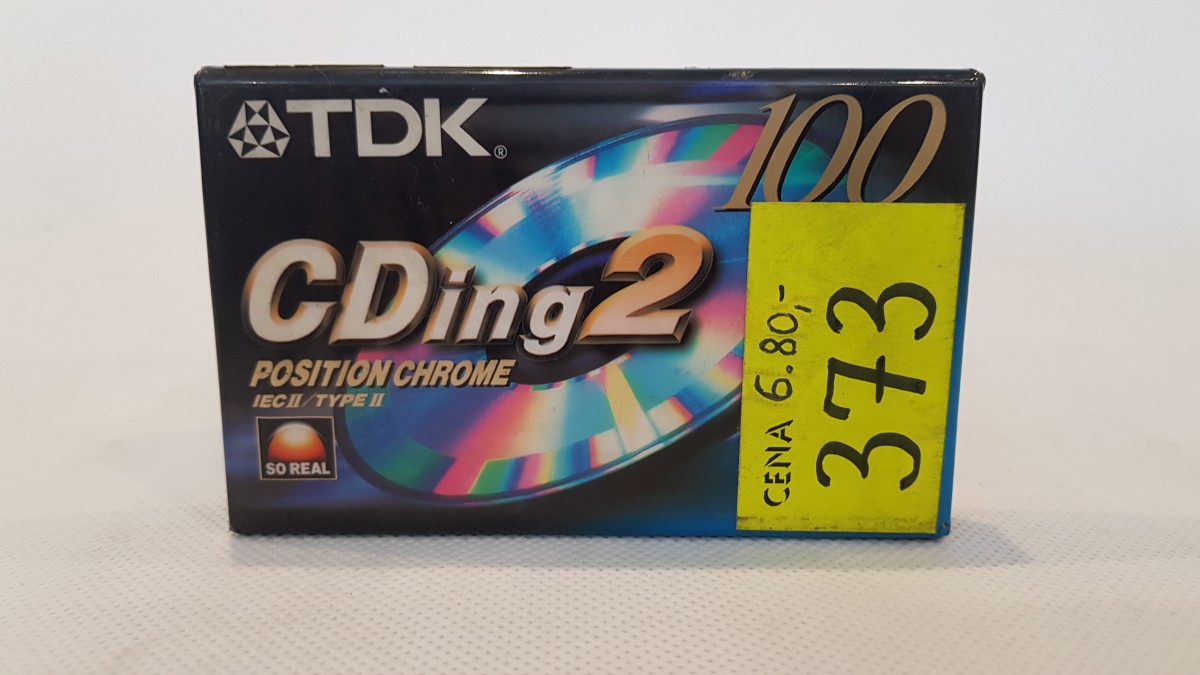 TDK®
100
CDing2
POSITION CHROME
IEC II / TYPE II
SO REAL
CENA 6.80,-
373